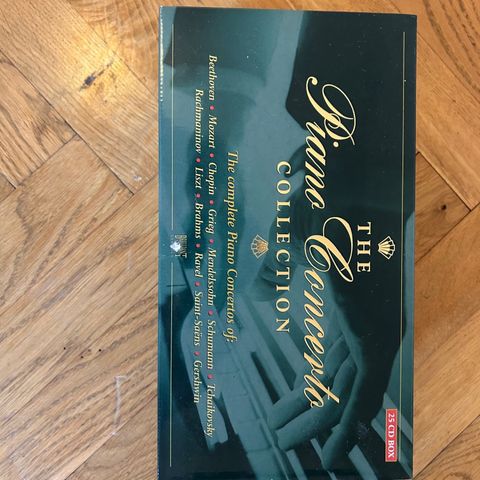 25 CD BOX
THE
Piano Concerto
COLLECTION
The complete Piano Concertos of:
Beethoven • Mozart • Chopin • Grieg • Mendelssohn • Schumann • Tchaikovsky
Rachmaninov • Liszt • Brahms • Ravel • Saint-Saëns • Gershwin